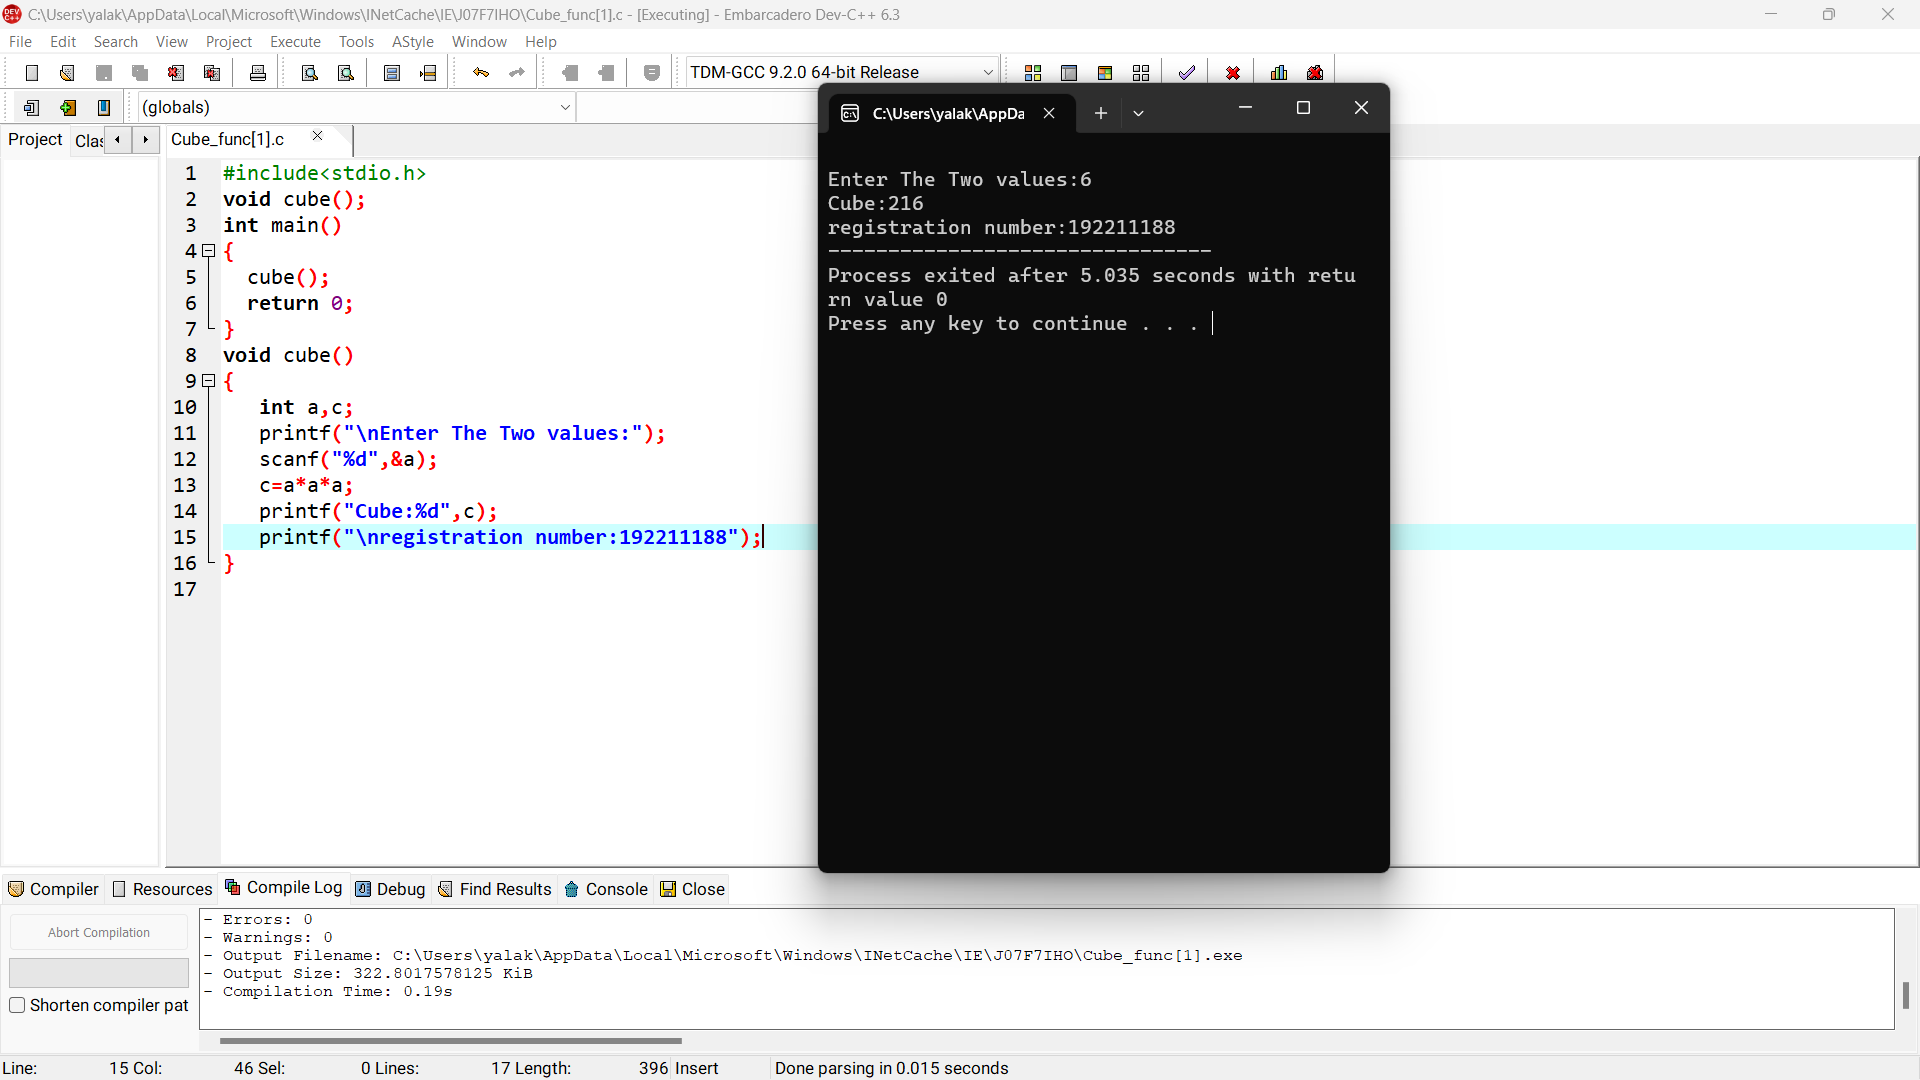 C:\Users\yalak\AppData\Local\Microsoft\Windows\INetCache\IE\J07F7IHO\Cube_func[1].c - [Executing] - Embarcadero Dev-C++ 6.3
File Edit Search View Project Execute Tools AStyle Window Help
TDM-GCC 9.2.0 64-bit Release
(globals)
Project Clas Cube_func[1].c
1 #include<stdio.h>
2 void cube();
3 int main()
4 {
5 cube();
6 return 0;
7 }
8 void cube()
9 {
10 int a,c;
11 printf("\nEnter The Two values:");
12 scanf("%d",&a);
13 c=a*a*a;
14 printf("Cube:%d",c);
15 printf("\nregistration number:192211188");
16 }
17
C:\Users\yalak\AppDa
Enter The Two values:6
Cube:216
registration number:192211188
--------------------------------
Process exited after 5.035 seconds with retu
rn value 0
Press any key to continue . . .
Compiler Resources Compile Log Debug Find Results Console Close
Abort Compilation
Shorten compiler pat
- Errors: 0
- Warnings: 0
- Output Filename: C:\Users\yalak\AppData\Local\Microsoft\Windows\INetCache\IE\J07F7IHO\Cube_func[1].exe
- Output Size: 322.8017578125 KiB
- Compilation Time: 0.19s
Line: 15 Col: 46 Sel: 0 Lines: 17 Length: 396 Insert Done parsing in 0.015 seconds